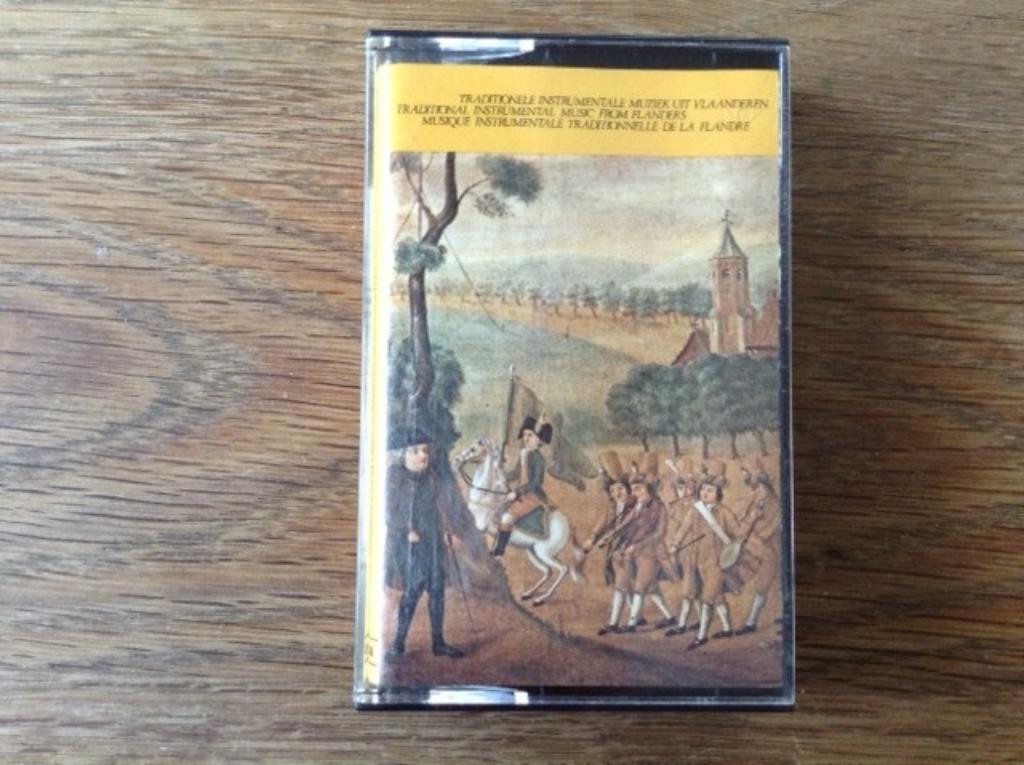 TRADITIONELE INSTRUMENTALE MUZIEK UIT VLAANDEREN
TRADITIONAL INSTRUMENTAL MUSIC FROM FLANDERS
MUSIQUE INSTRUMENTALE TRADITIONNELLE DE LA FLANDRE